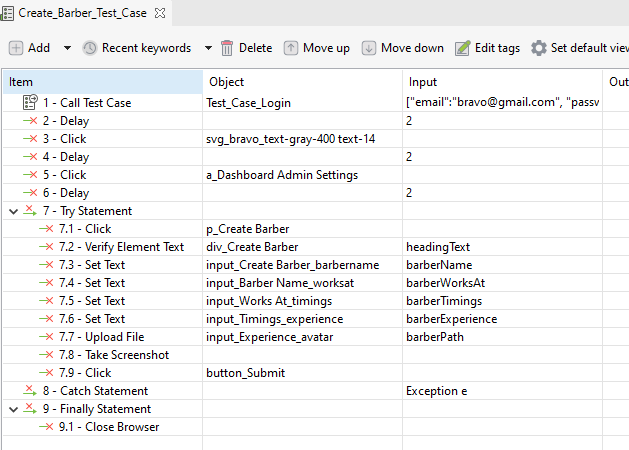 Create_Barber_Test_Case
Add Recent keywords Delete Move up Move down Edit tags Set default view
Item Object Input Out
1 - Call Test Case Test_Case_Login ["email":"bravo@gmail.com", "passw
2 - Delay 2
3 - Click svg_bravo_text-gray-400 text-14
4 - Delay 2
5 - Click a_Dashboard Admin Settings
6 - Delay 2
7 - Try Statement
7.1 - Click p_Create Barber
7.2 - Verify Element Text div_Create Barber headingText
7.3 - Set Text input_Create Barber_barbername barberName
7.4 - Set Text input_Barber Name_worksat barberWorksAt
7.5 - Set Text input_Works At_timings barberTimings
7.6 - Set Text input_Timings_experience barberExperience
7.7 - Upload File input_Experience_avatar barberPath
7.8 - Take Screenshot
7.9 - Click button_Submit
8 - Catch Statement Exception e
9 - Finally Statement
9.1 - Close Browser